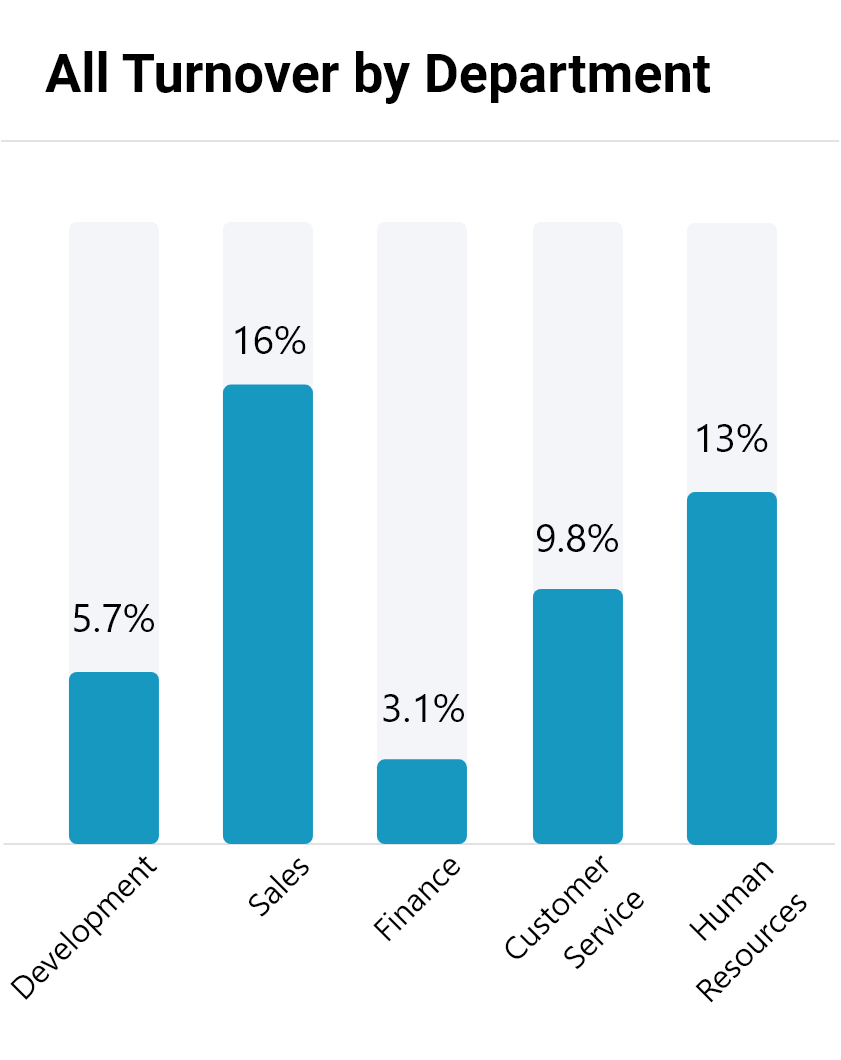 All Turnover by Department
16%
13%
9.8%
5.7%
3.1%
Development
Sales
Finance
Customer
Service
Human
Resources